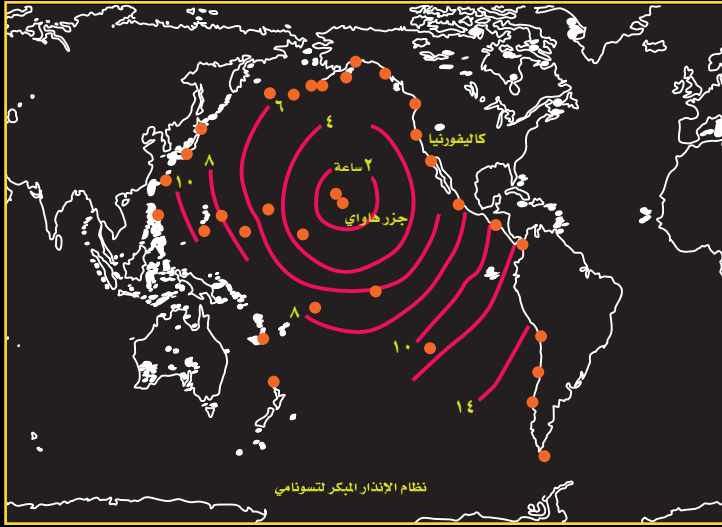 ٦
٤
كاليفورنيا
٢ ساعة
٨
١٠
جزر هاواي
٨
١٠
١٤
نظام الإنذار المبكر لتسونامي